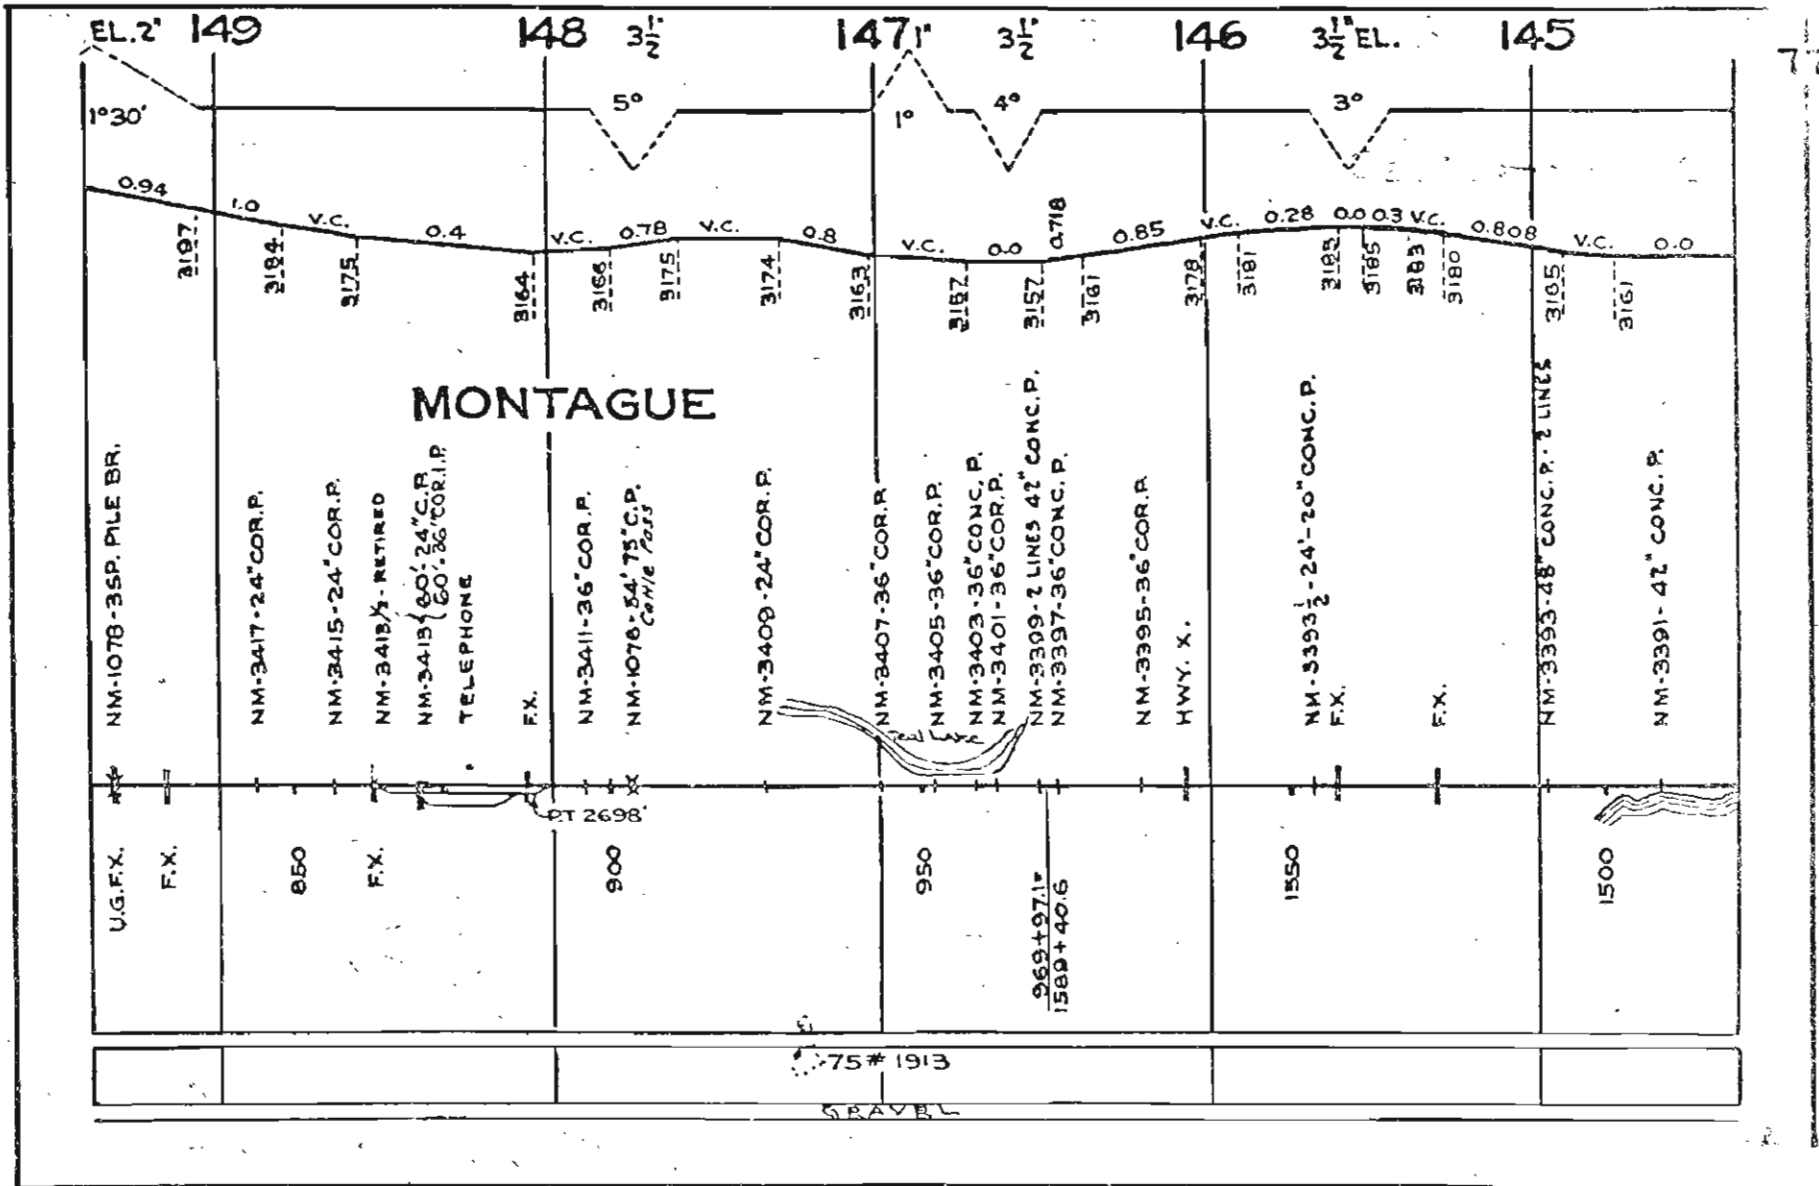 EL.2" 149 148 3½" 147 1" 3½" 146 3½" EL. 145
1°30' 5° 1° 4° 3°
0.94 1.0 V.C. 0.4 V.C. 0.78 V.C. 0.8 V.C. 0.0 0.718 0.85 V.C. 0.28 0.0 0.3 V.C. 0.808 V.C. 0.0
3197 3184 3175 3164 3166 3175 3174 3163 3157 3157 3161 3178 3181 3185 3185 3183 3180 3165 3161
MONTAGUE
NM-1078-3SP. PILE BR.
NM-3417-24"COR.P.
NM-3415-24"COR.P.
NM-3413½-RETIRED
NM-3413 {60'-24"C.P.
{60'-36"COR.I.P.
TELEPHONE
F.X.
NM-3411-36"COR.P.
NM-1078-54'75"C.P.
Cattle Pass
NM-3409-24"COR.P.
NM-3407-36"COR.P.
NM-3405-36"COR.P.
NM-3403-36"CONC.P.
NM-3401-36"COR.P.
NM-3399-2 LINES 42" CONC.P.
NM-3397-36"CONC.P.
NM-3395-36"COR.P.
HWY. X.
NM-3393½-24'-20"CONC.P.
F.X.
F.X.
NM-3393-48" CONC.P.-2 LINES
NM-3391-42" CONC.P.
LAKE
P.T 2698'
U.G.F.X. F.X. 850 F.X. 900 950 1550 1500
969+97.1=
1589+40.6
75# 1913
GRAVEL